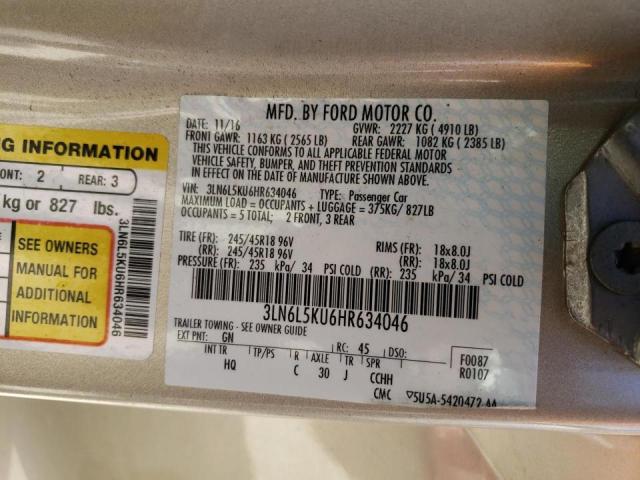 MFD. BY FORD MOTOR CO.
DATE: 11/16 GVWR: 2227 KG ( 4910 LB)
FRONT GAWR: 1163 KG ( 2565 LB) REAR GAWR: 1082 KG ( 2385 LB)
THIS VEHICLE CONFORMS TO ALL APPLICABLE FEDERAL MOTOR
VEHICLE SAFETY, BUMPER, AND THEFT PREVENTION STANDARDS
IN EFFECT ON THE DATE OF MANUFACTURE SHOWN ABOVE.
VIN: 3LN6L5KU6HR634046 TYPE: Passenger Car
MAXIMUM LOAD = OCCUPANTS + LUGGAGE = 375KG/ 827LB
OCCUPANTS = 5 TOTAL; 2 FRONT, 3 REAR
TIRE (FR): 245/45R18 96V RIMS (FR): 18x8.0J
(RR): 245/45R18 96V (RR): 18x8.0J
PRESSURE (FR): 235 kPa/ 34 PSI COLD (RR): 235 kPa/34 PSI COLD
3LN6L5KU6HR634046
TRAILER TOWING - SEE OWNER GUIDE
EXT PNT: GN RC: 45 DSO: F0087
INT TR TP/PS R AXLE TR SPR R0107
HQ C 30 J CCHH
CMC 5U5A-5420472-AA
NG INFORMATION
ONT: 2 REAR: 3
kg or 827 lbs.
SEE OWNERS
MANUAL FOR
ADDITIONAL
INFORMATION
3LN6L5KU6HR634046